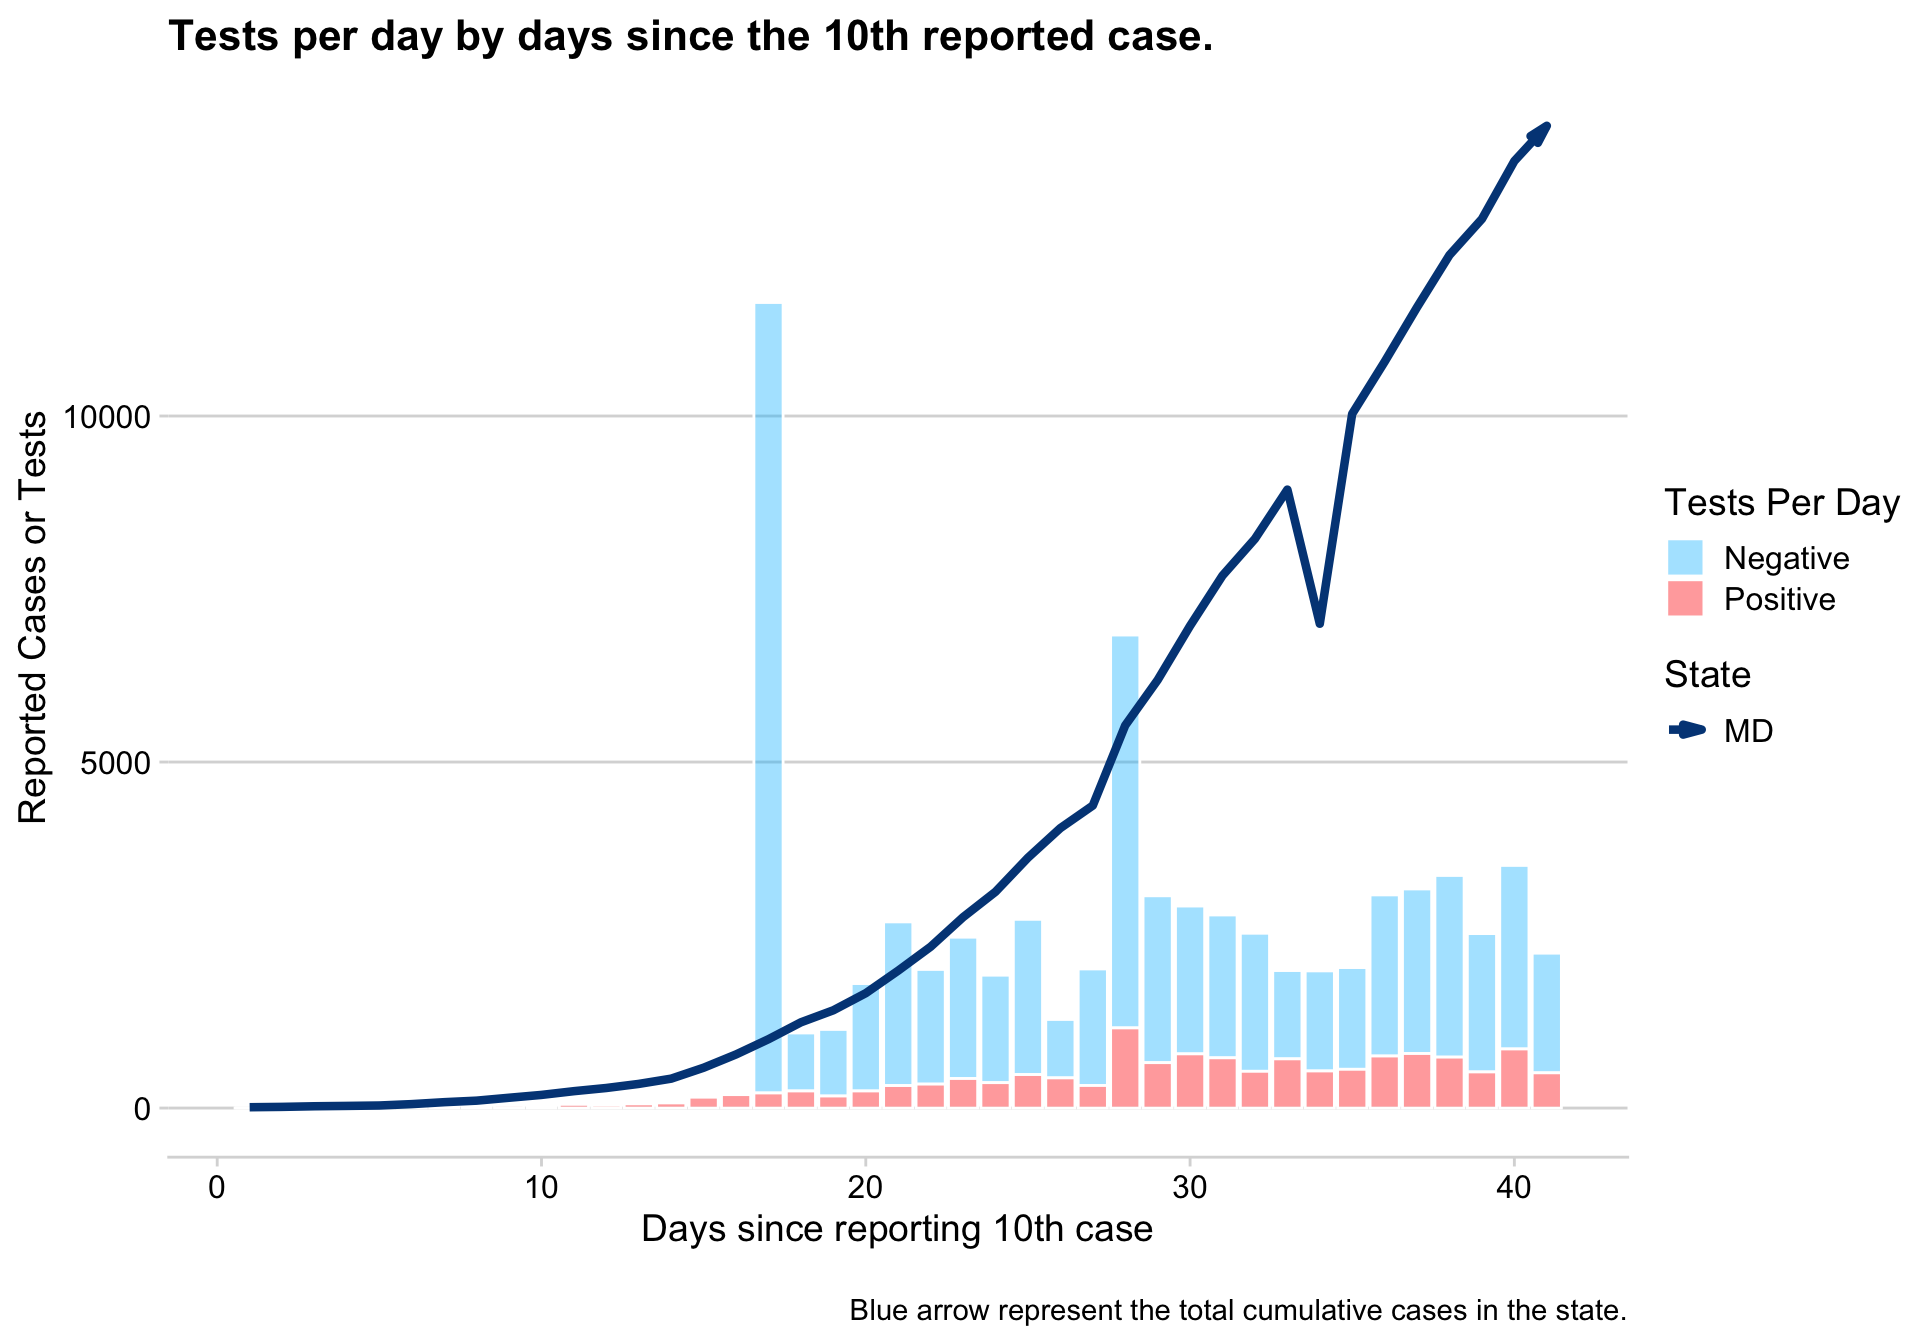 Tests per day by days since the 10th reported case.
Reported Cases or Tests
10000
5000
0
0 10 20 30 40
Days since reporting 10th case
Tests Per Day
Negative
Positive
State
MD
Blue arrow represent the total cumulative cases in the state.